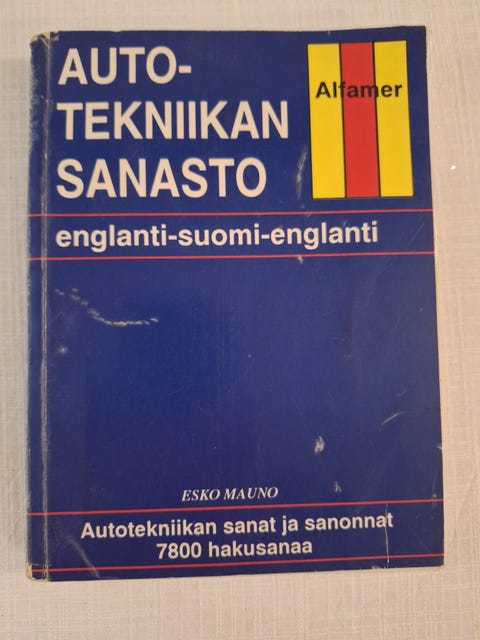 AUTO-
TEKNIIKAN
SANASTO
Alfamer
englanti-suomi-englanti
ESKO MAUNO
Autotekniikan sanat ja sanonnat
7800 hakusanaa